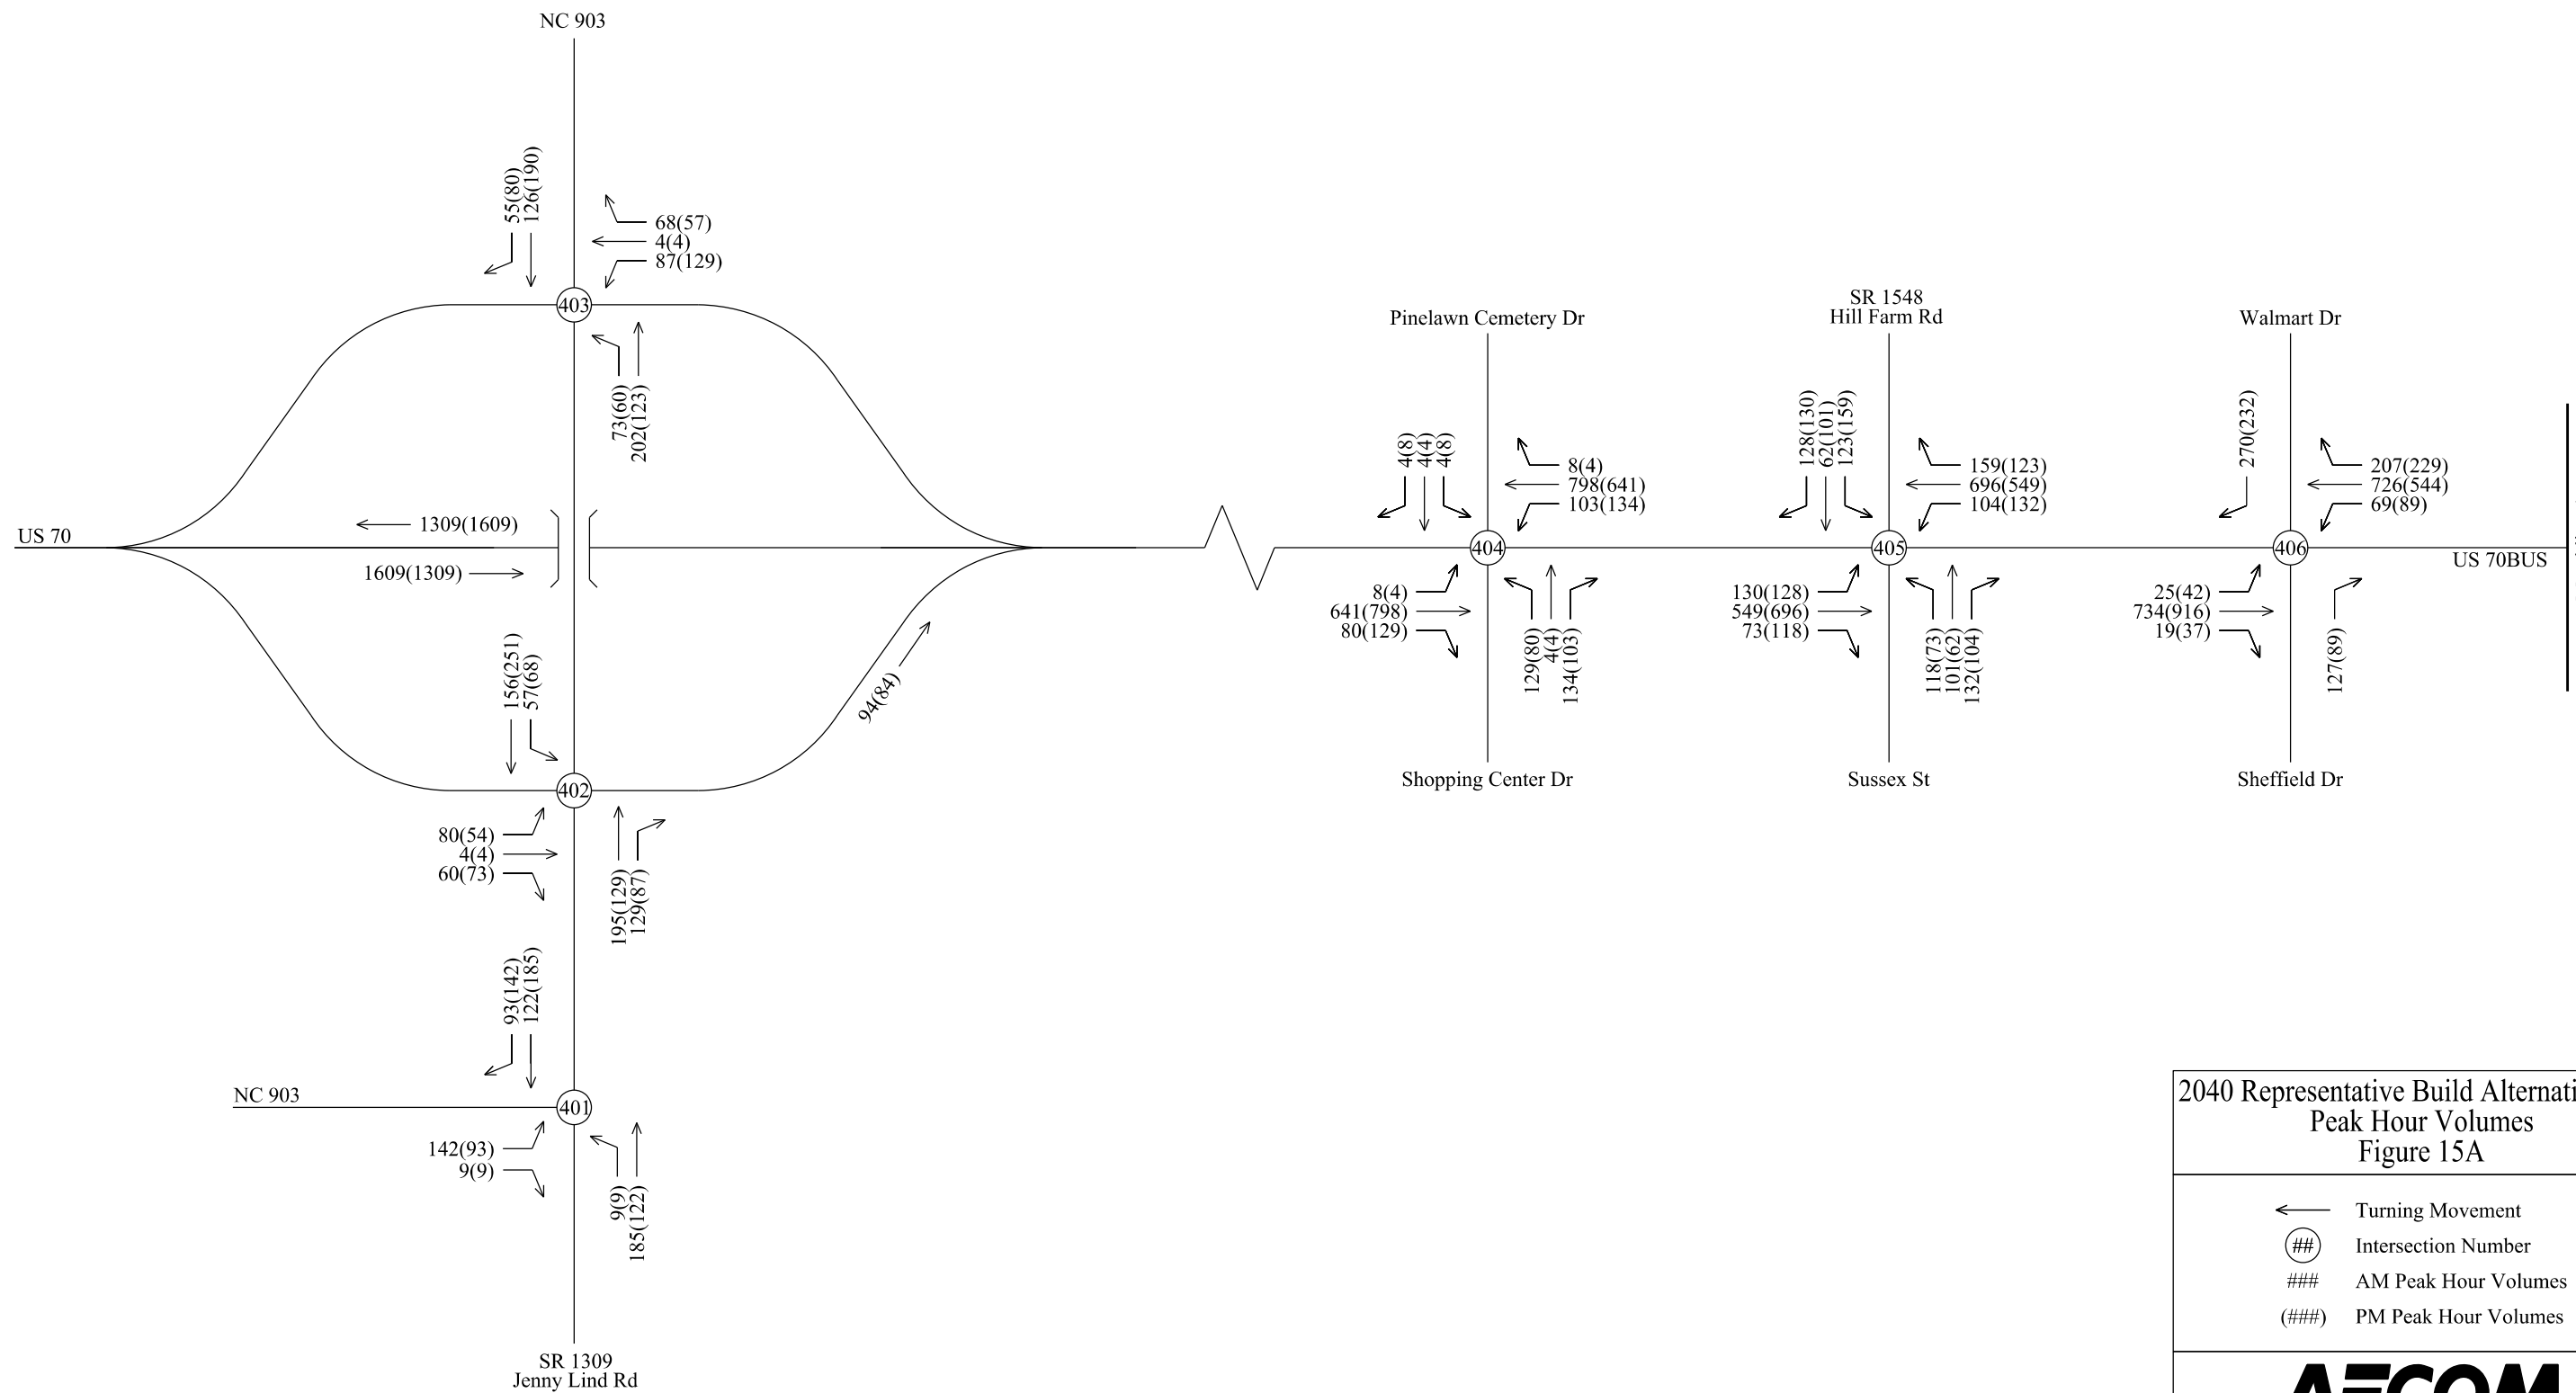 NC 903
55(80)
126(190)
68(57)
4(4)
87(129)
403
73(60)
202(123)
US 70
1309(1609)
1609(1309)
156(251)
57(68)
94(84)
402
80(54)
4(4)
60(73)
195(129)
129(87)
93(142)
122(185)
NC 903
401
142(93)
9(9)
9(9)
185(122)
SR 1309
Jenny Lind Rd
Pinelawn Cemetery Dr
4(8)
4(4)
4(8)
8(4)
798(641)
103(134)
404
8(4)
641(798)
80(129)
129(80)
4(4)
134(103)
Shopping Center Dr
SR 1548
Hill Farm Rd
128(130)
62(101)
123(159)
159(123)
696(549)
104(132)
405
130(128)
549(696)
73(118)
118(73)
101(62)
132(104)
Sussex St
Walmart Dr
270(232)
207(229)
726(544)
69(89)
406
US 70BUS
25(42)
734(916)
19(37)
127(89)
Sheffield Dr
2040 Representative Build Alternati
Peak Hour Volumes
Figure 15A
Turning Movement
## Intersection Number
### AM Peak Hour Volumes
(###) PM Peak Hour Volumes
AECOM